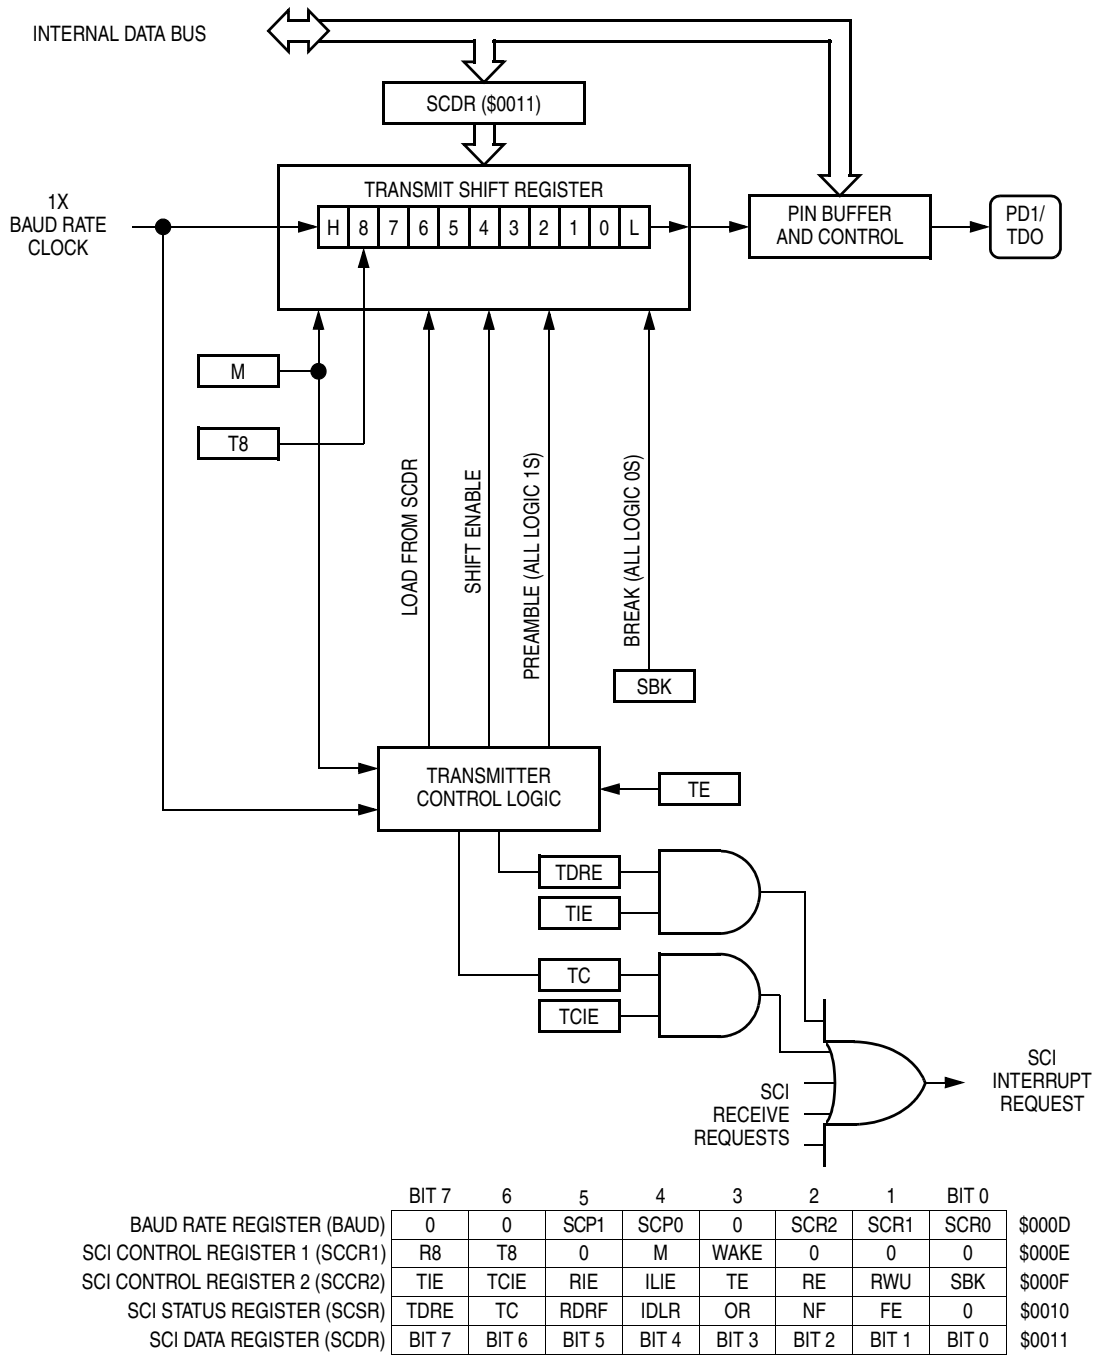 INTERNAL DATA BUS
SCDR ($0011)
TRANSMIT SHIFT REGISTER
H 8 7 6 5 4 3 2 1 0 L
1X
BAUD RATE
CLOCK
PIN BUFFER
AND CONTROL
PD1/
TDO
M
T8
LOAD FROM SCDR
SHIFT ENABLE
PREAMBLE (ALL LOGIC 1S)
BREAK (ALL LOGIC 0S)
SBK
TRANSMITTER
CONTROL LOGIC
TE
TDRE
TIE
TC
TCIE
SCI
RECEIVE
REQUESTS
SCI
INTERRUPT
REQUEST
BIT 7 6 5 4 3 2 1 BIT 0
BAUD RATE REGISTER (BAUD) 0 0 SCP1 SCP0 0 SCR2 SCR1 SCR0 $000D
SCI CONTROL REGISTER 1 (SCCR1) R8 T8 0 M WAKE 0 0 0 $000E
SCI CONTROL REGISTER 2 (SCCR2) TIE TCIE RIE ILIE TE RE RWU SBK $000F
SCI STATUS REGISTER (SCSR) TDRE TC RDRF IDLR OR NF FE 0 $0010
SCI DATA REGISTER (SCDR) BIT 7 BIT 6 BIT 5 BIT 4 BIT 3 BIT 2 BIT 1 BIT 0 $0011